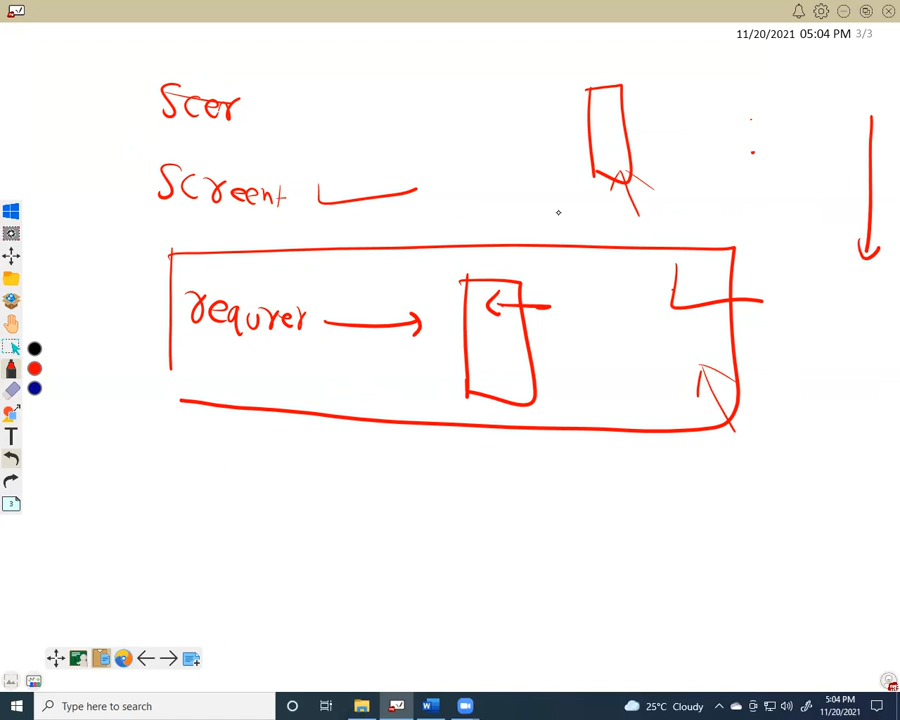 11/20/2021 05:04 PM 3/3
Scer
Screent
requrer
T
3
Type here to search
25°C Cloudy
5:04 PM
11/20/2021